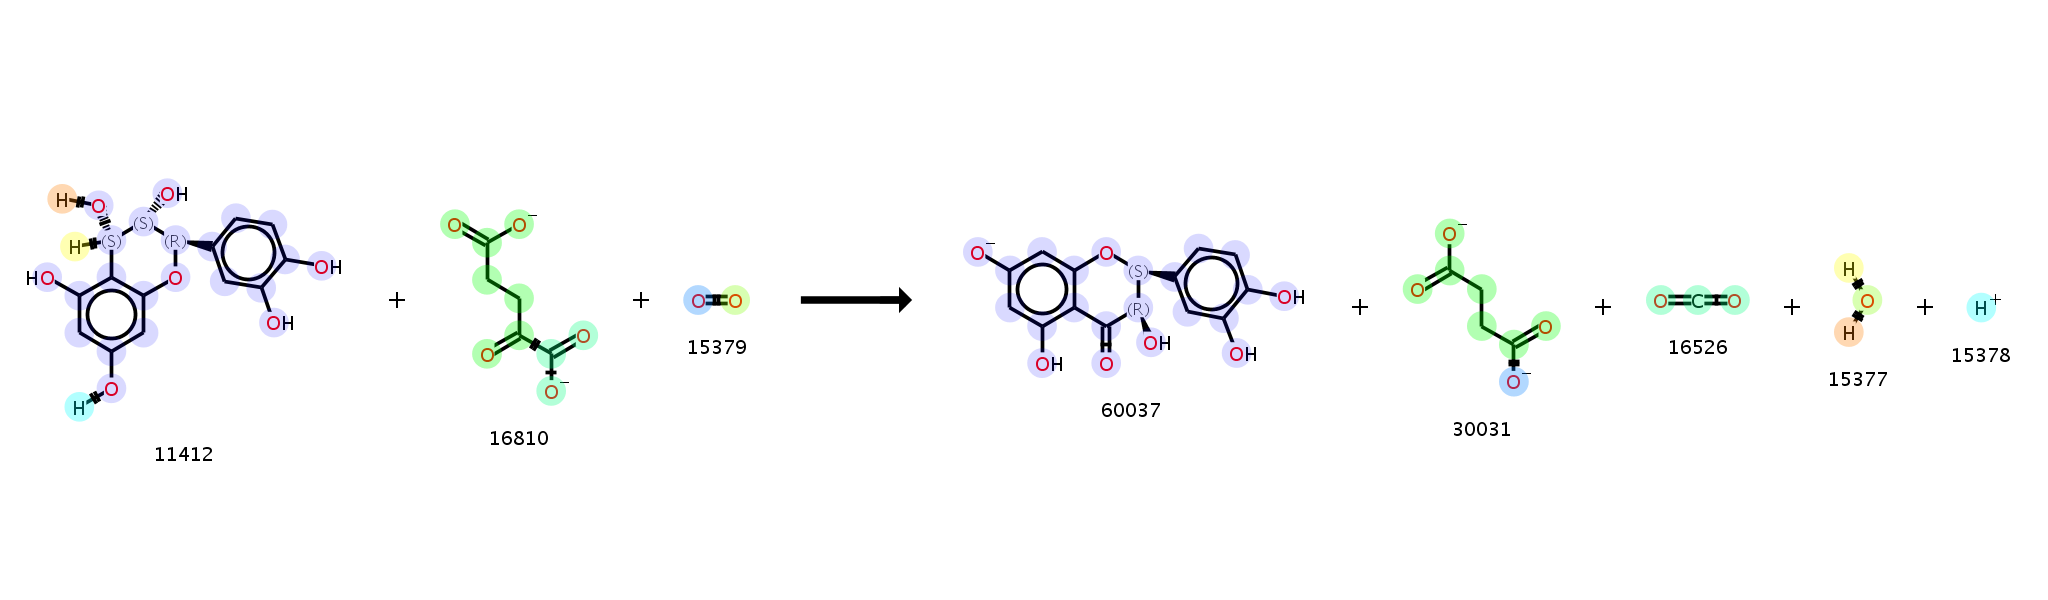 H O OH
H (S) (S) (R)
HO O OH
OH
H O
11412
+
O O⁻
O O
O⁻
16810
+
O O
15379
O⁻ O (S)
(R) OH
OH O OH OH
60037
+
O⁻
O
O
O⁻
30031
+
O C O
16526
+
H
O
H
15377
+
H⁺
15378